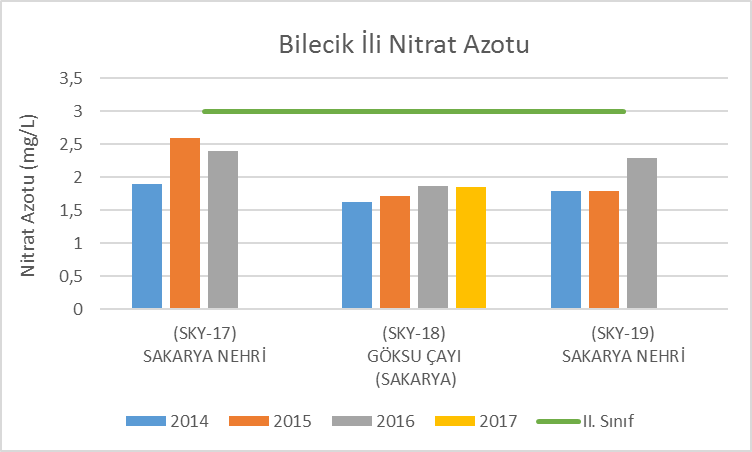 Bilecik İli Nitrat Azotu
Nitrat Azotu (mg/L)
3,5
3
2,5
2
1,5
1
0,5
0
(SKY-17)
SAKARYA NEHRİ
(SKY-18)
GÖKSU ÇAYI
(SAKARYA)
(SKY-19)
SAKARYA NEHRİ
2014 2015 2016 2017 II. Sınıf